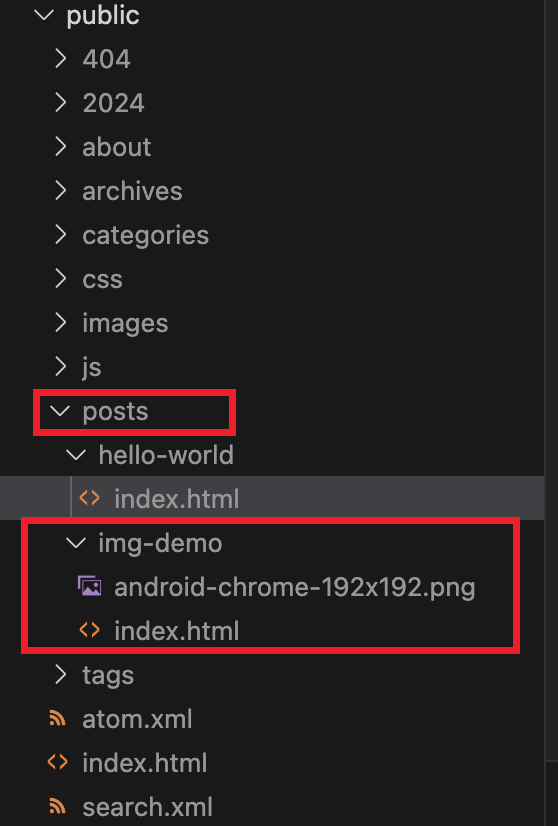 public
404
2024
about
archives
categories
css
images
js
posts
hello-world
index.html
img-demo
android-chrome-192x192.png
index.html
tags
atom.xml
index.html
search.xml